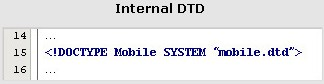 Internal DTD
14 ...
15 <!DOCTYPE Mobile SYSTEM “mobile.dtd”>
16 ...